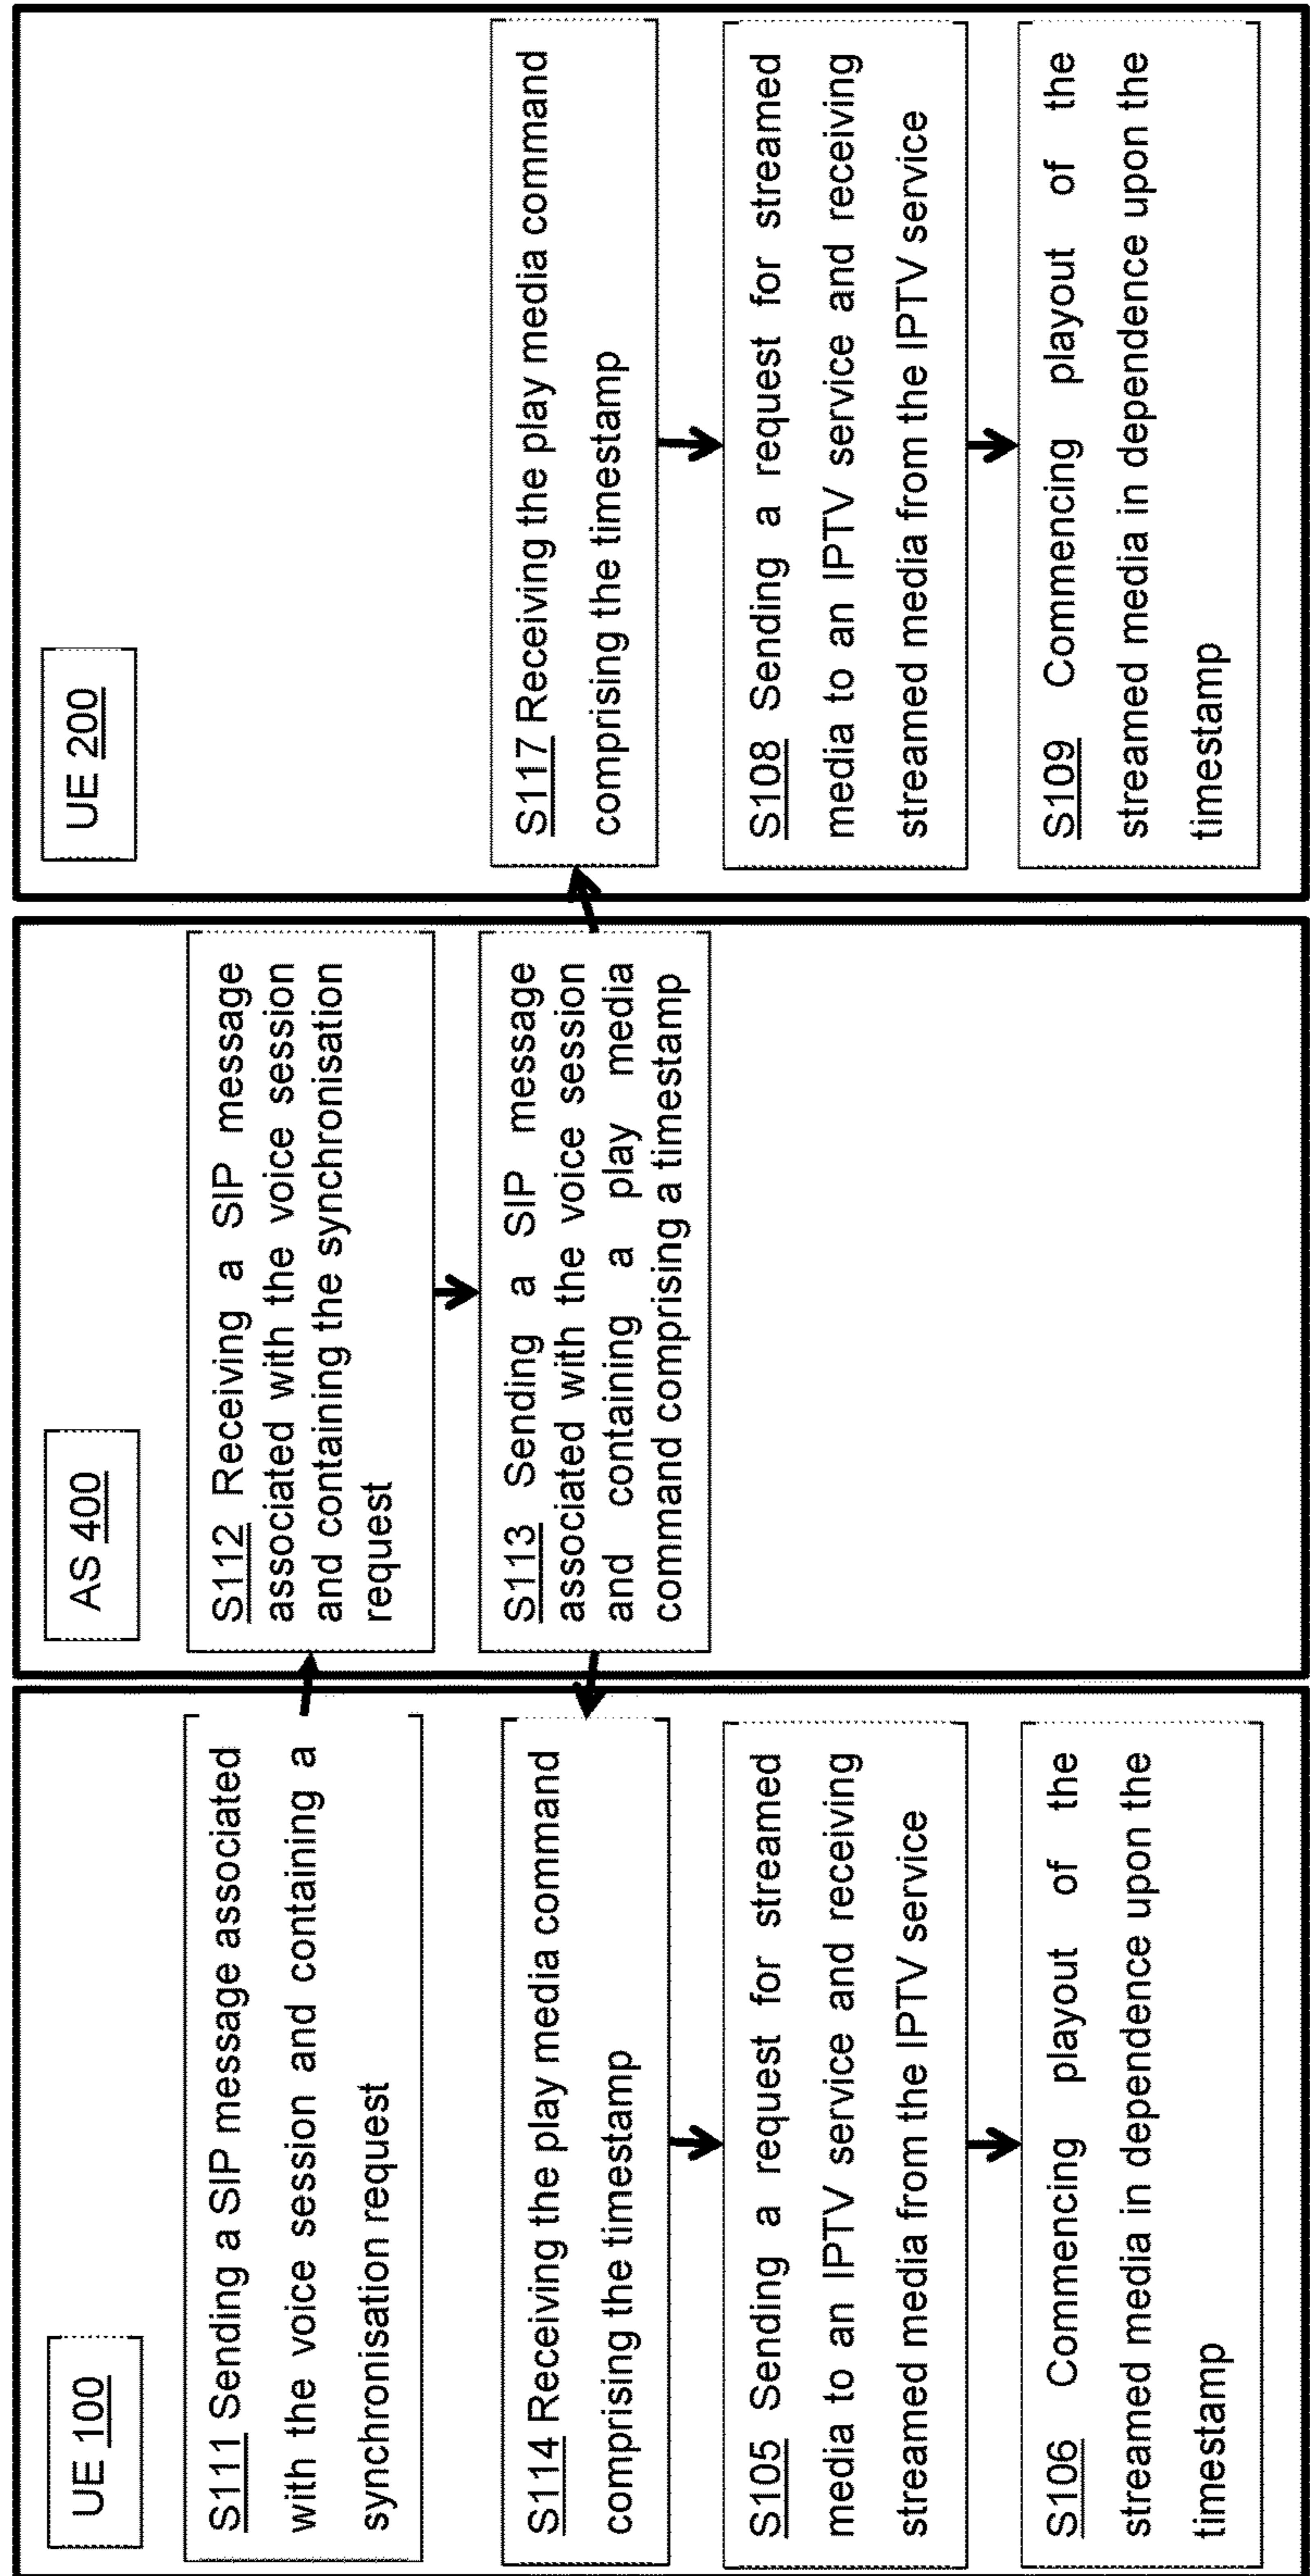 UE 100
S111 Sending a SIP message associated
with the voice session and containing a
synchronisation request
S114 Receiving the play media command
comprising the timestamp
S105 Sending a request for streamed
media to an IPTV service and receiving
streamed media from the IPTV service
S106 Commencing playout of the
streamed media in dependence upon the
timestamp
AS 400
S112 Receiving a SIP message
associated with the voice session
and containing the synchronisation
request
S113 Sending a SIP message
associated with the voice session
and containing a play media
command comprising a timestamp
UE 200
S117 Receiving the play media command
comprising the timestamp
S108 Sending a request for streamed
media to an IPTV service and receiving
streamed media from the IPTV service
S109 Commencing playout of the
streamed media in dependence upon the
timestamp